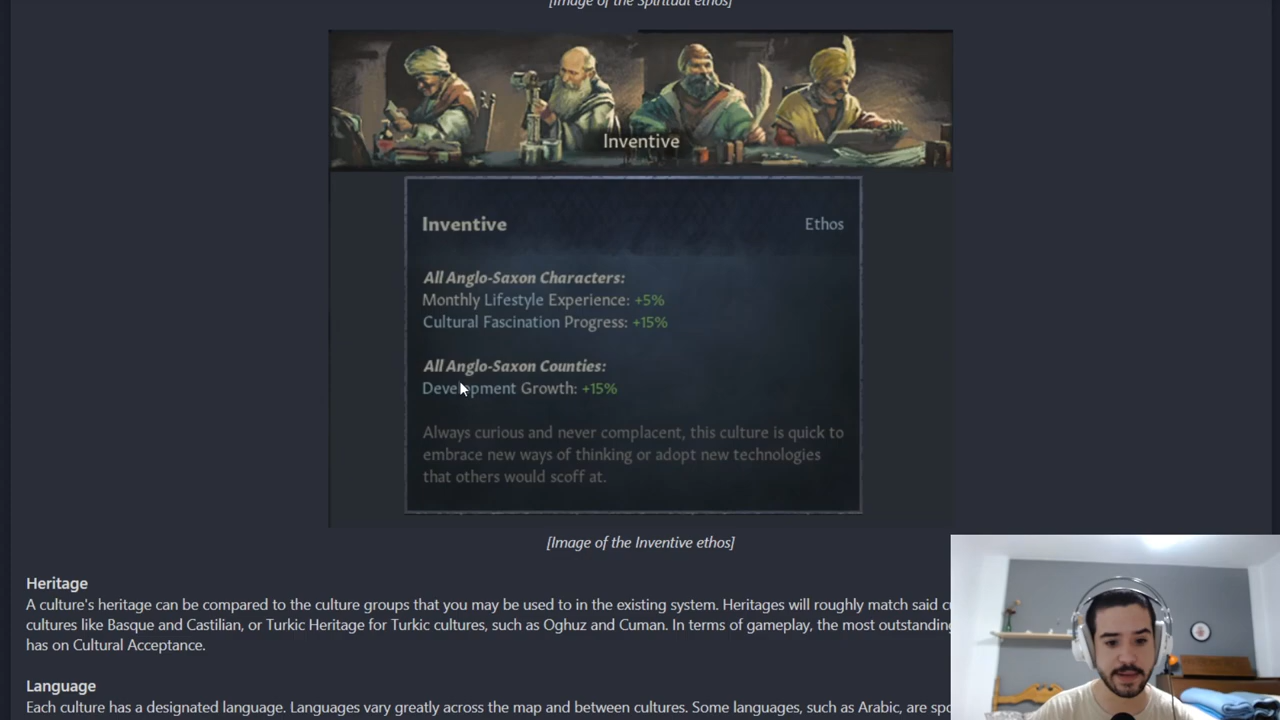 [Image of the Spiritual ethos]
Inventive
Inventive
Ethos
All Anglo-Saxon Characters:
Monthly Lifestyle Experience: +5%
Cultural Fascination Progress: +15%
All Anglo-Saxon Counties:
Development Growth: +15%
Always curious and never complacent, this culture is quick to
embrace new ways of thinking or adopt new technologies
that others would scoff at.
[Image of the Inventive ethos]
Heritage
A culture's heritage can be compared to the culture groups that you may be used to in the existing system. Heritages will roughly match said
cultures like Basque and Castilian, or Turkic Heritage for Turkic cultures, such as Oghuz and Cuman. In terms of gameplay, the most outstanding
has on Cultural Acceptance.
Language
Each culture has a designated language. Languages vary greatly across the map and between cultures. Some languages, such as Arabic, are